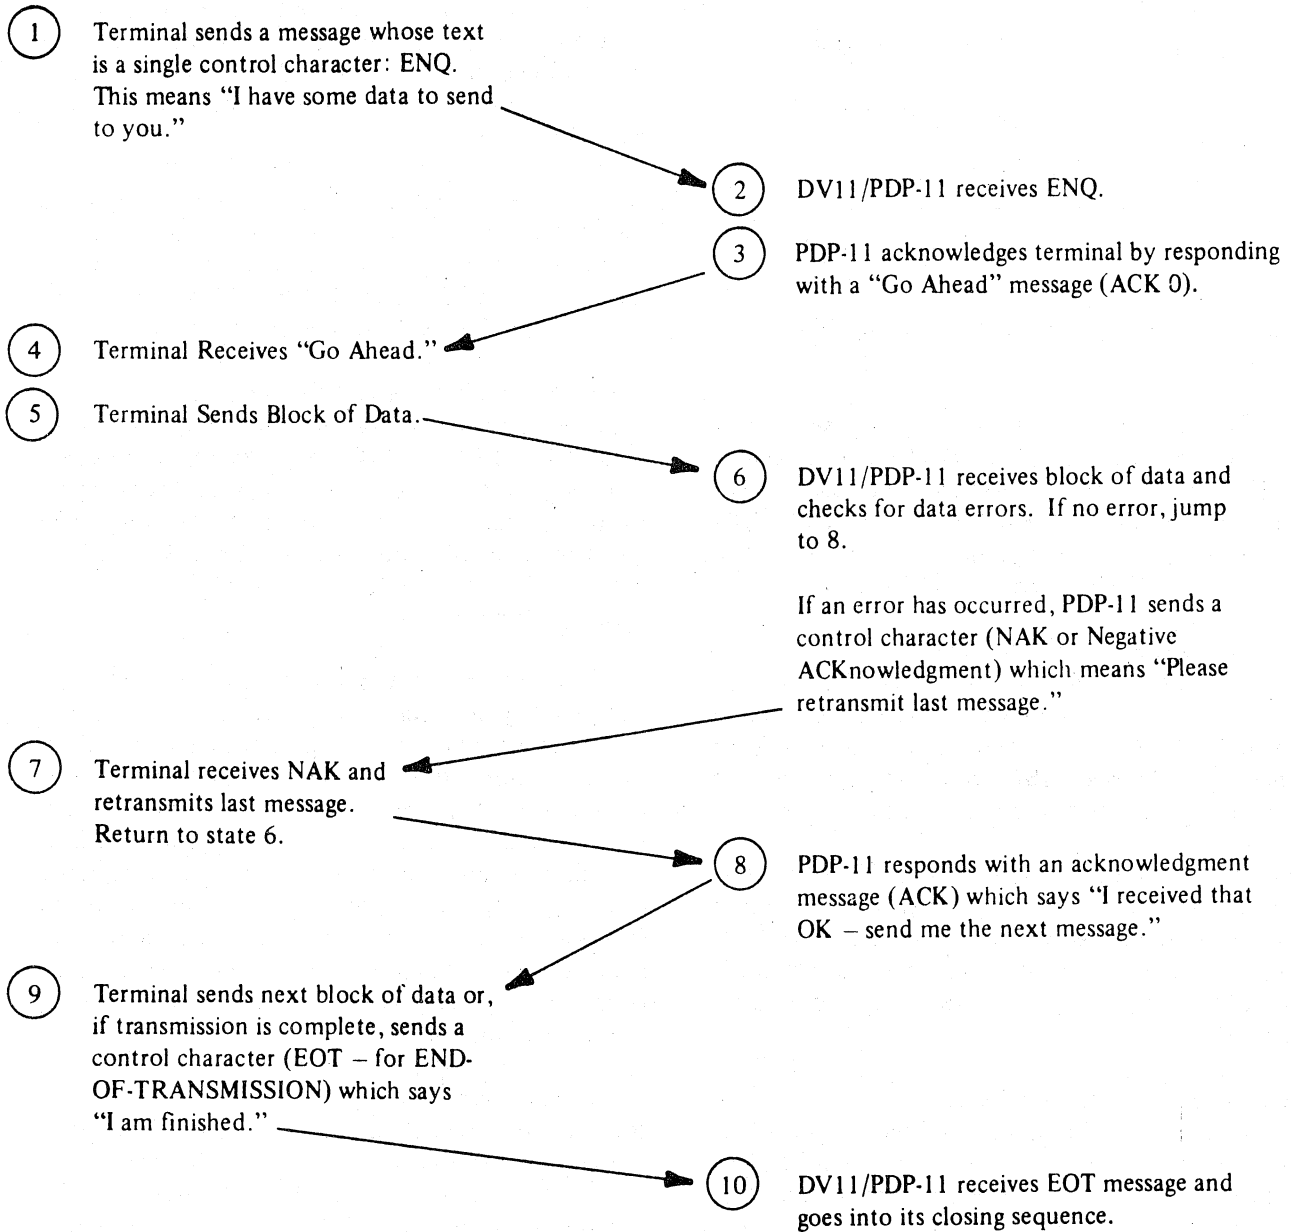 1
Terminal sends a message whose text
is a single control character: ENQ.
This means “I have some data to send
to you.”
2
DV11/PDP-11 receives ENQ.
3
PDP-11 acknowledges terminal by responding
with a “Go Ahead” message (ACK 0).
4
Terminal Receives “Go Ahead.”
5
Terminal Sends Block of Data.
6
DV11/PDP-11 receives block of data and
checks for data errors. If no error, jump
to 8.
If an error has occurred, PDP-11 sends a
control character (NAK or Negative
ACKnowledgment) which means “Please
retransmit last message.”
7
Terminal receives NAK and
retransmits last message.
Return to state 6.
8
PDP-11 responds with an acknowledgment
message (ACK) which says “I received that
OK – send me the next message.”
9
Terminal sends next block of data or,
if transmission is complete, sends a
control character (EOT – for END-
OF-TRANSMISSION) which says
“I am finished.”
10
DV11/PDP-11 receives EOT message and
goes into its closing sequence.